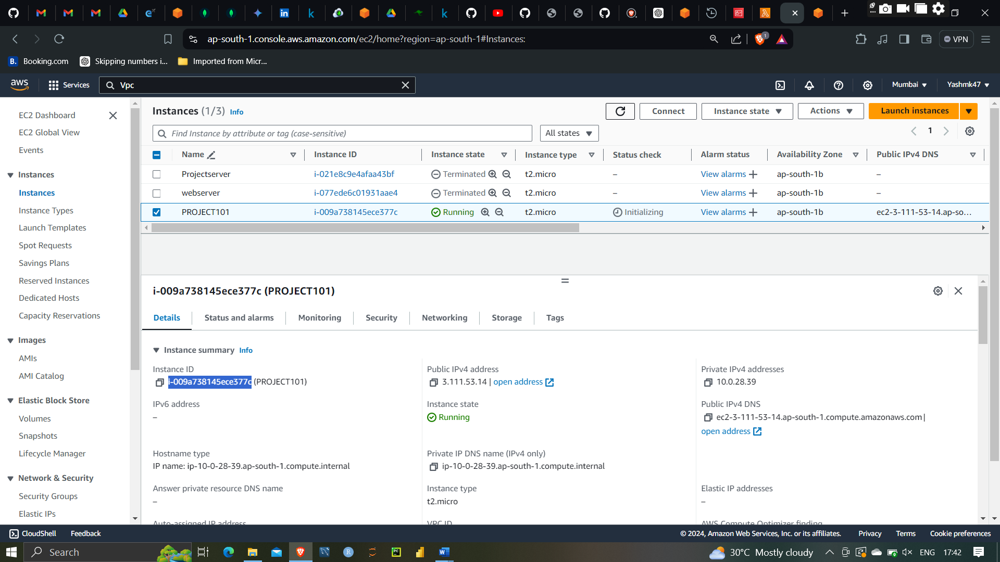 ap-south-1.console.aws.amazon.com/ec2/home?region=ap-south-1#Instances:
1
VPN
Booking.com
Skipping numbers i...
Imported from Micr...
aws
Services
Vpc
Mumbai
Yashmk47
EC2 Dashboard
EC2 Global View
Events
Instances
Instances
Instance Types
Launch Templates
Spot Requests
Savings Plans
Reserved Instances
Dedicated Hosts
Capacity Reservations
Images
AMIs
AMI Catalog
Elastic Block Store
Volumes
Snapshots
Lifecycle Manager
Network & Security
Security Groups
Elastic IPs
Instances (1/3) Info
Connect
Instance state
Actions
Launch instances
Find Instance by attribute or tag (case-sensitive)
All states
1
Name Instance ID Instance state Instance type Status check Alarm status Availability Zone Public IPv4 DNS
Projectserver i-021e8c9e4afaa43bf Terminated t2.micro – View alarms + ap-south-1b –
webserver i-077ede6c01931aae4 Terminated t2.micro – View alarms + ap-south-1b –
PROJECT101 i-009a738145ece377c Running t2.micro Initializing View alarms + ap-south-1b ec2-3-111-53-14.ap-so...
i-009a738145ece377c (PROJECT101)
Details Status and alarms Monitoring Security Networking Storage Tags
Instance summary Info
Instance ID
i-009a738145ece377c (PROJECT101)
Public IPv4 address
3.111.53.14 | open address
Private IPv4 addresses
10.0.28.39
IPv6 address
–
Instance state
Running
Public IPv4 DNS
ec2-3-111-53-14.ap-south-1.compute.amazonaws.com |
open address
Hostname type
IP name: ip-10-0-28-39.ap-south-1.compute.internal
Private IP DNS name (IPv4 only)
ip-10-0-28-39.ap-south-1.compute.internal
Answer private resource DNS name
–
Instance type
t2.micro
Elastic IP addresses
–
Auto-assigned IP address
VPC ID
AWS Compute Optimizer finding
CloudShell
Feedback
© 2024, Amazon Web Services, Inc. or its affiliates.
Privacy
Terms
Cookie preferences
Search
30°C Mostly cloudy
ENG
17:42